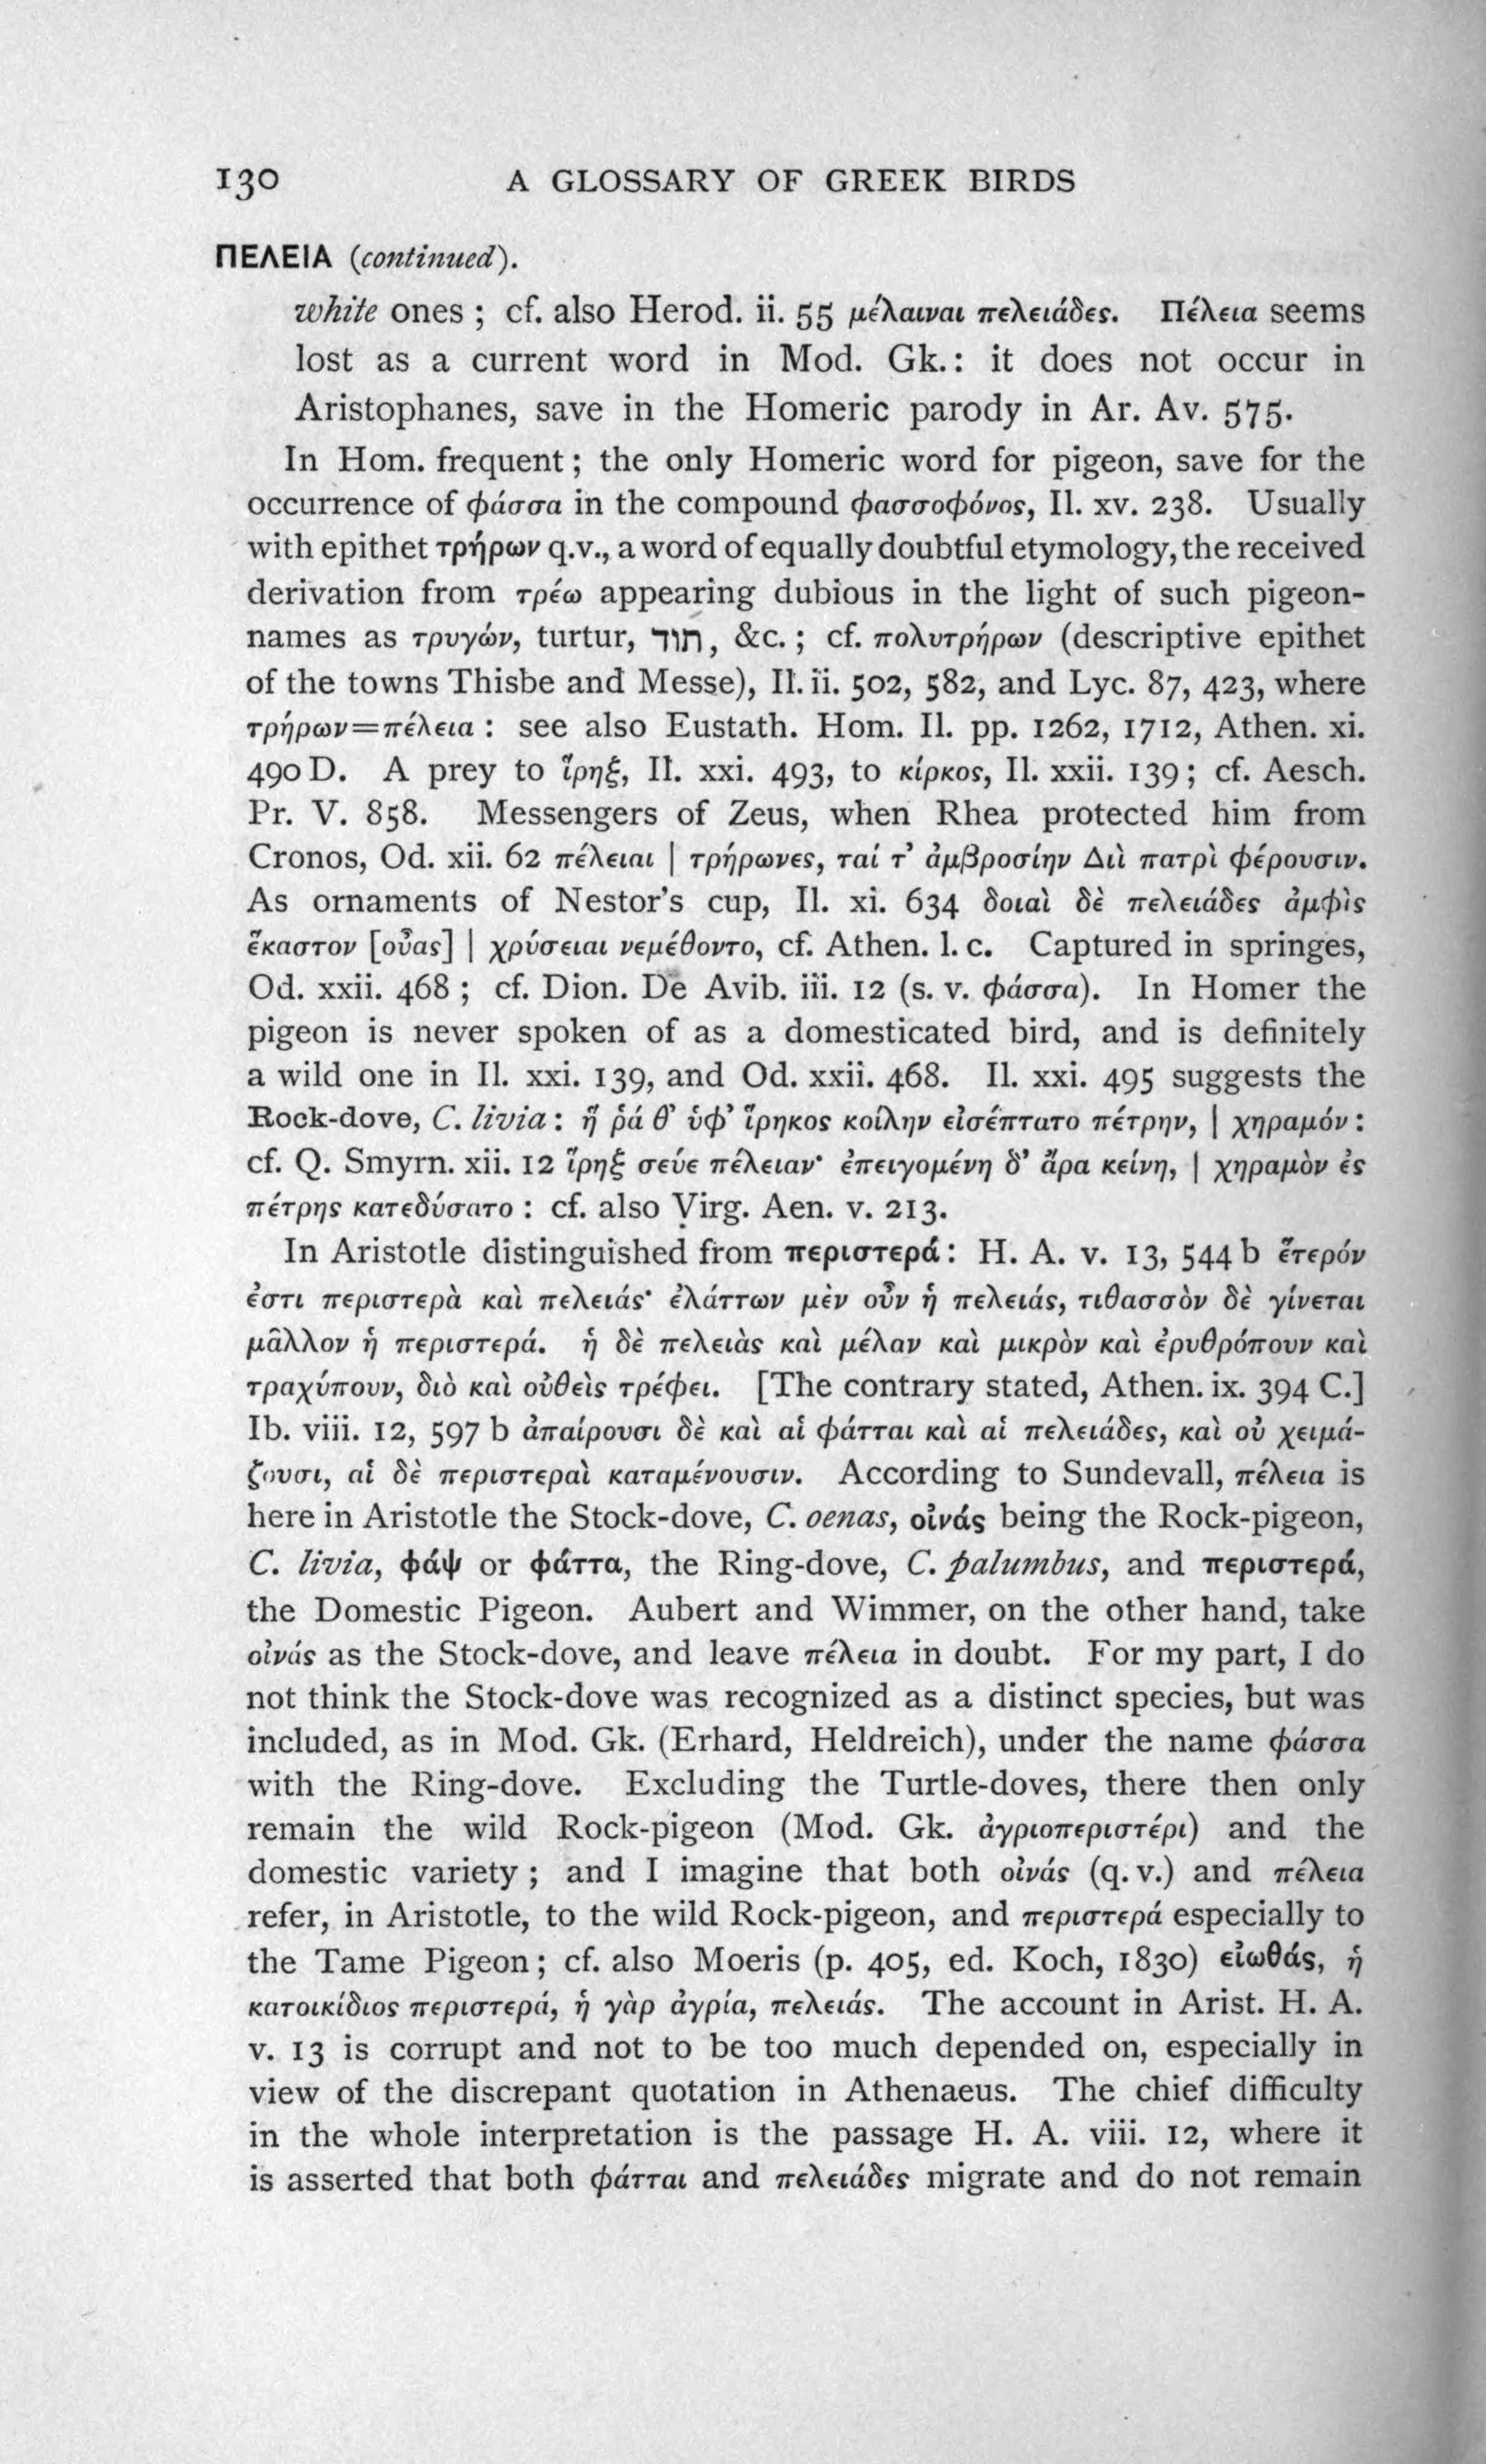 130 A GLOSSARY OF GREEK BIRDS
ΠΕΛΕΙΑ (continued).
white ones ; cf. also Herod. ii. 55 μέλαιναι πελειάδες. Πέλεια seems
lost as a current word in Mod. Gk.: it does not occur in
Aristophanes, save in the Homeric parody in Ar. Av. 575.
In Hom. frequent ; the only Homeric word for pigeon, save for the
occurrence of φάσσα in the compound φασσοφόνος, Il. xv. 238. Usually
with epithet τρήρων q.v., a word of equally doubtful etymology, the received
derivation from τρέω appearing dubious in the light of such pigeon-
names as τρυγών, turtur, תור, &c. ; cf. πολυτρήρων (descriptive epithet
of the towns Thisbe and Messe), Il. ii. 502, 582, and Lyc. 87, 423, where
τρήρων=πέλεια : see also Eustath. Hom. Il. pp. 1262, 1712, Athen. xi.
490 D. A prey to ἴρηξ, Il. xxi. 493, to κίρκος, Il. xxii. 139 ; cf. Aesch.
Pr. V. 858. Messengers of Zeus, when Rhea protected him from
Cronos, Od. xii. 62 πέλειαι | τρήρωνες, ταί τ’ ἀμβροσίην Διὶ πατρὶ φέρουσιν.
As ornaments of Nestor’s cup, Il. xi. 634 δοιαὶ δὲ πελειάδες ἀμφὶς
ἕκαστον [οὖας] | χρύσειαι νεμέθοντο, cf. Athen. l. c. Captured in springes,
Od. xxii. 468 ; cf. Dion. De Avib. iii. 12 (s. v. φάσσα). In Homer the
pigeon is never spoken of as a domesticated bird, and is definitely
a wild one in Il. xxi. 139, and Od. xxii. 468. Il. xxi. 495 suggests the
Rock-dove, C. livia : ἥ ῥά θ’ ὑφ’ ἴρηκος κοίλην εἰσέπτατο πέτρην, | χηραμόν :
cf. Q. Smyrn. xii. 12 ἴρηξ σεύε πέλειαν· ἐπειγομένη δ’ ἄρα κείνη, | χηραμὸν ἐς
πέτρης κατεδύσατο : cf. also Virg. Aen. v. 213.
In Aristotle distinguished from περιστερά : H. A. v. 13, 544 b ἕτερόν
ἐστι περιστερὰ καὶ πελειάς· ἐλάττων μὲν οὖν ἡ πελειάς, τιθασσὸν δὲ γίνεται
μᾶλλον ἡ περιστερά. ἡ δὲ πελειὰς καὶ μέλαν καὶ μικρὸν καὶ ἐρυθρόπουν καὶ
τραχύπουν, διὸ καὶ οὐθεὶς τρέφει. [The contrary stated, Athen. ix. 394 C.]
Ib. viii. 12, 597 b ἀπαίρουσι δὲ καὶ αἱ φάτται καὶ αἱ πελειάδες, καὶ οὐ χειμά-
ζουσι, αἱ δὲ περιστεραὶ καταμένουσιν. According to Sundevall, πέλεια is
here in Aristotle the Stock-dove, C. oenas, οἰνάς being the Rock-pigeon,
C. livia, φάψ or φάττα, the Ring-dove, C. palumbus, and περιστερά,
the Domestic Pigeon. Aubert and Wimmer, on the other hand, take
οἰνάς as the Stock-dove, and leave πέλεια in doubt. For my part, I do
not think the Stock-dove was recognized as a distinct species, but was
included, as in Mod. Gk. (Erhard, Heldreich), under the name φάσσα
with the Ring-dove. Excluding the Turtle-doves, there then only
remain the wild Rock-pigeon (Mod. Gk. ἀγριοπεριστέρι) and the
domestic variety ; and I imagine that both οἰνάς (q. v.) and πέλεια
refer, in Aristotle, to the wild Rock-pigeon, and περιστερά especially to
the Tame Pigeon ; cf. also Moeris (p. 405, ed. Koch, 1830) εἰωθάς, ἡ
κατοικίδιος περιστερά, ἡ γὰρ ἀγρία, πελειάς. The account in Arist. H. A.
v. 13 is corrupt and not to be too much depended on, especially in
view of the discrepant quotation in Athenaeus. The chief difficulty
in the whole interpretation is the passage H. A. viii. 12, where it
is asserted that both φάτται and πελειάδες migrate and do not remain